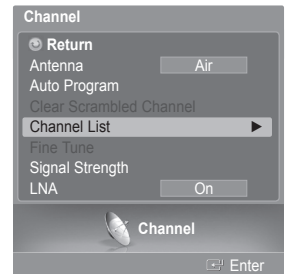 Channel
Return
Antenna Air
Auto Program
Clear Scrambled Channel
Channel List ►
Fine Tune
Signal Strength
LNA On
Channel
Enter